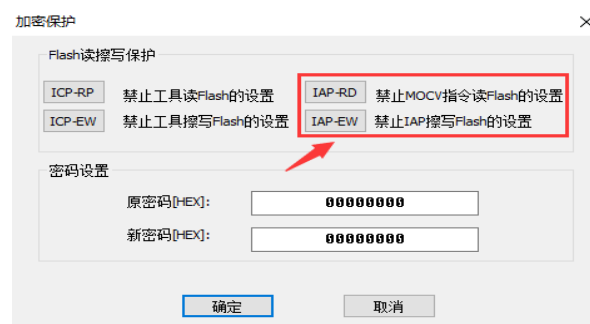 加密保护
Flash读擦写保护
ICP-RP 禁止工具读Flash的设置 IAP-RD 禁止MOCV指令读Flash的设置
ICP-EW 禁止工具擦写Flash的设置 IAP-EW 禁止IAP擦写Flash的设置
密码设置
原密码[HEX]: 00000000
新密码[HEX]: 00000000
确定 取消